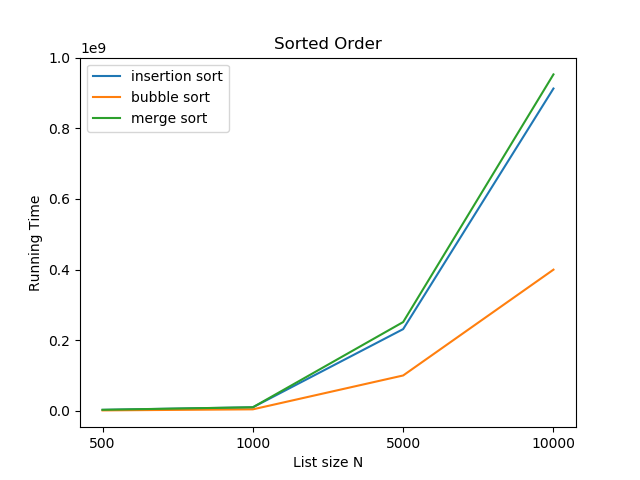 Sorted Order
1e9
insertion sort
bubble sort
merge sort
1.0
0.8
0.6
0.4
0.2
0.0
Running Time
500 1000 5000 10000
List size N